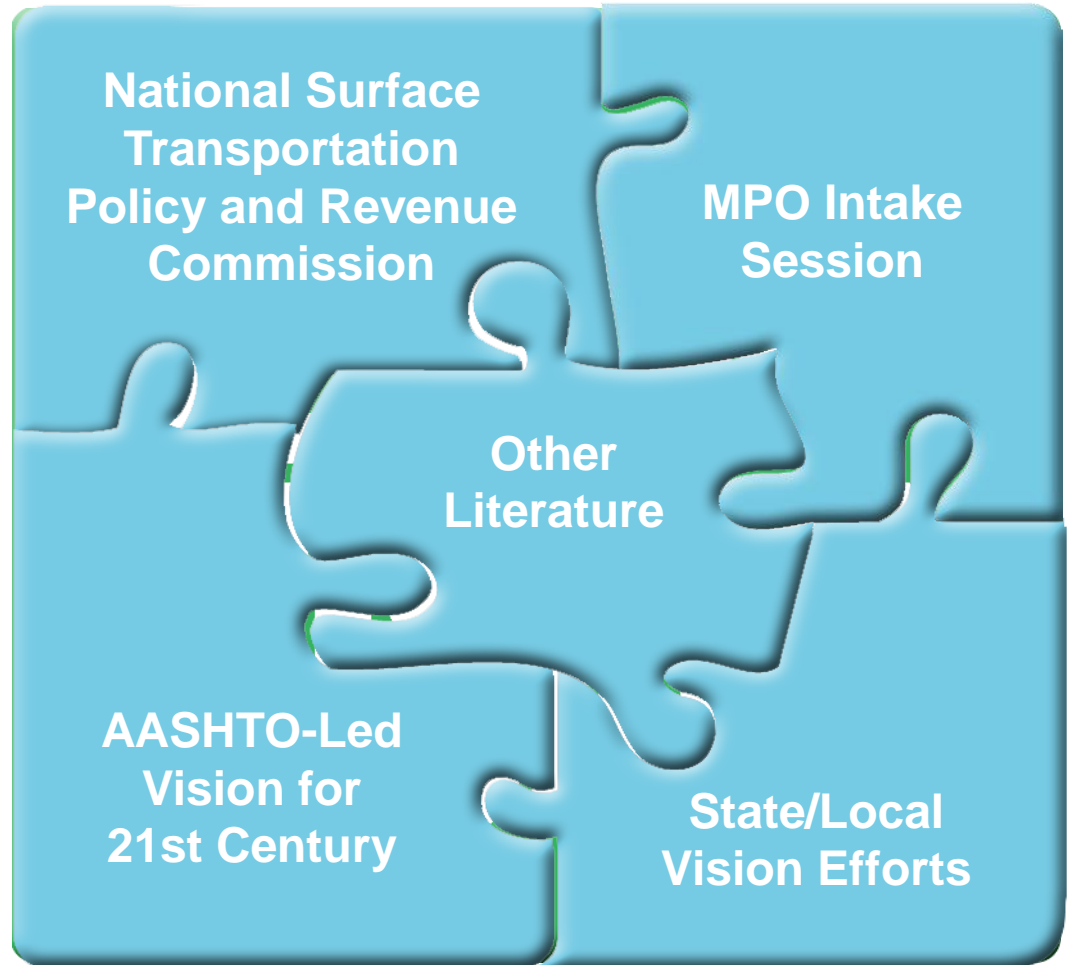 National Surface
Transportation
Policy and Revenue
Commission
MPO Intake
Session
Other
Literature
AASHTO-Led
Vision for
21st Century
State/Local
Vision Efforts